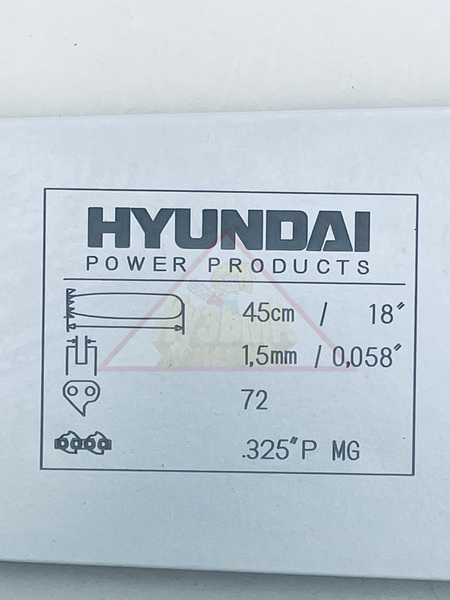 HYUNDAI
POWER PRODUCTS
45cm / 18"
1,5mm / 0,058"
72
.325"P MG